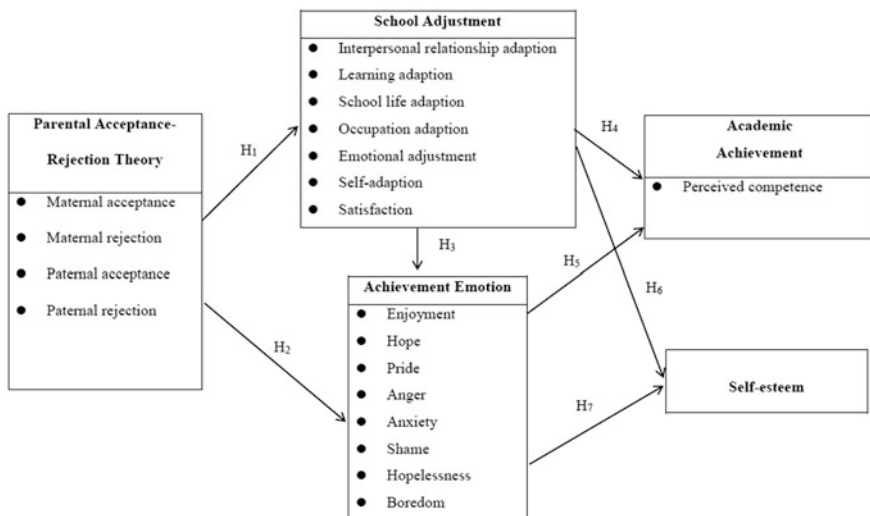 School Adjustment
● Interpersonal relationship adaption
● Learning adaption
● School life adaption
● Occupation adaption
● Emotional adjustment
● Self-adaption
● Satisfaction
Parental Acceptance-
Rejection Theory
● Maternal acceptance
● Maternal rejection
● Paternal acceptance
● Paternal rejection
H₁
H₂
H₃
Achievement Emotion
● Enjoyment
● Hope
● Pride
● Anger
● Anxiety
● Shame
● Hopelessness
● Boredom
H₄
H₅
H₆
H₇
Academic
Achievement
● Perceived competence
Self-esteem